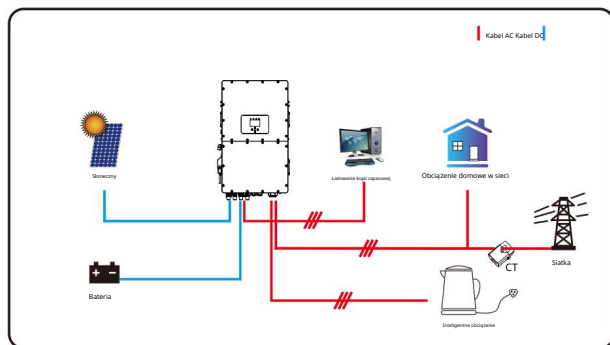 Kabel AC Kabel DC
Słoneczny
Ładowanie kopii zapasowej
Obciążenie domowe w sieci
CT
Siatka
Bateria
Inteligentne obciążenie